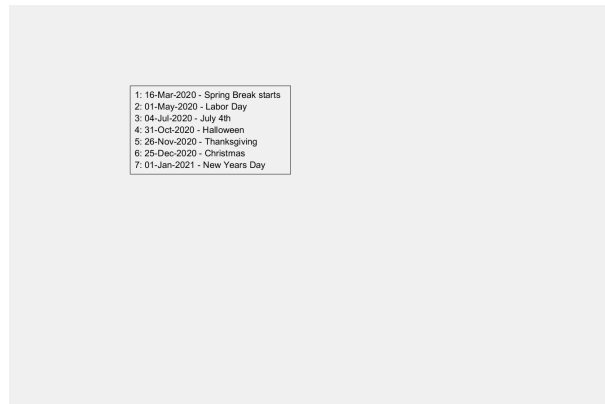 1: 16-Mar-2020 - Spring Break starts
2: 01-May-2020 - Labor Day
3: 04-Jul-2020 - July 4th
4: 31-Oct-2020 - Halloween
5: 26-Nov-2020 - Thanksgiving
6: 25-Dec-2020 - Christmas
7: 01-Jan-2021 - New Years Day